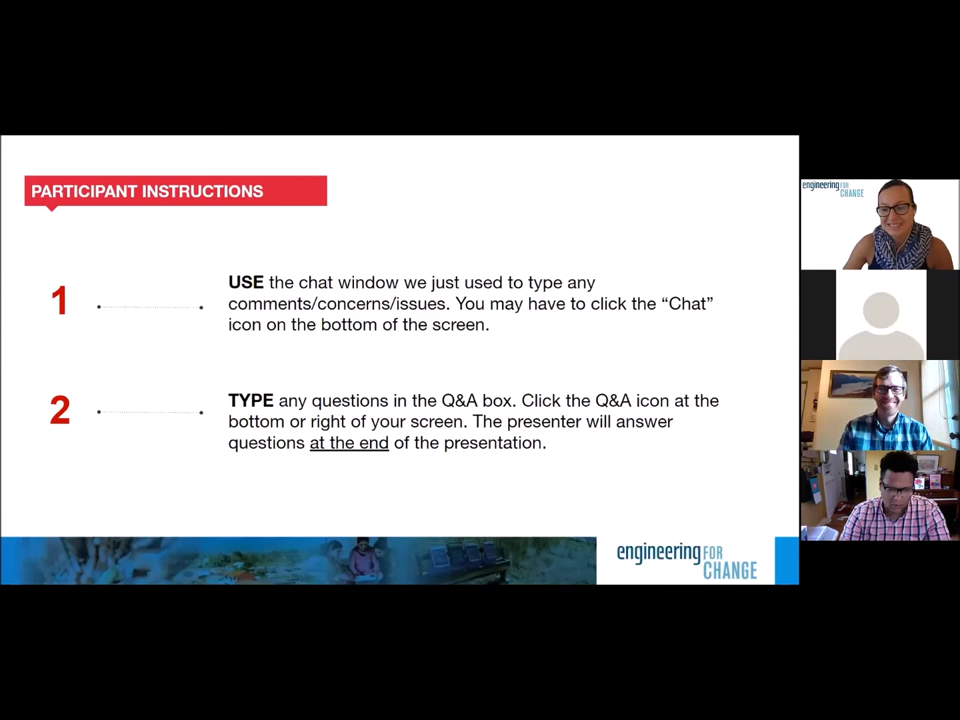 PARTICIPANT INSTRUCTIONS
1
USE the chat window we just used to type any
comments/concerns/issues. You may have to click the “Chat”
icon on the bottom of the screen.
2
TYPE any questions in the Q&A box. Click the Q&A icon at the
bottom or right of your screen. The presenter will answer
questions at the end of the presentation.
engineering FOR
CHANGE
engineering FOR
CHANGE